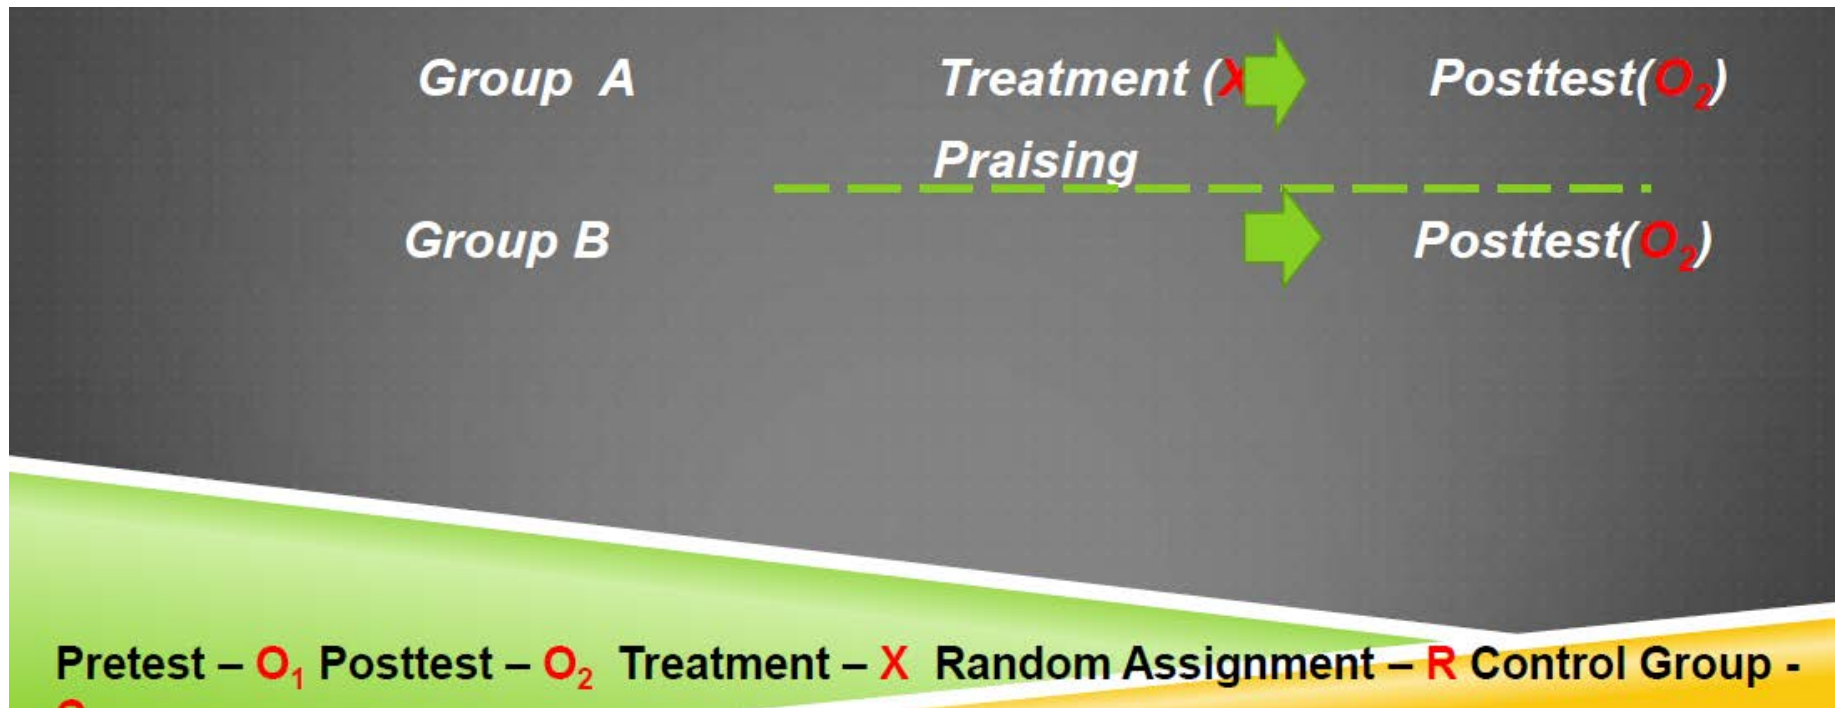 Group A Treatment (X Posttest(O₂)
Praising
Group B Posttest(O₂)
Pretest – O₁ Posttest – O₂ Treatment – X Random Assignment – R Control Group -